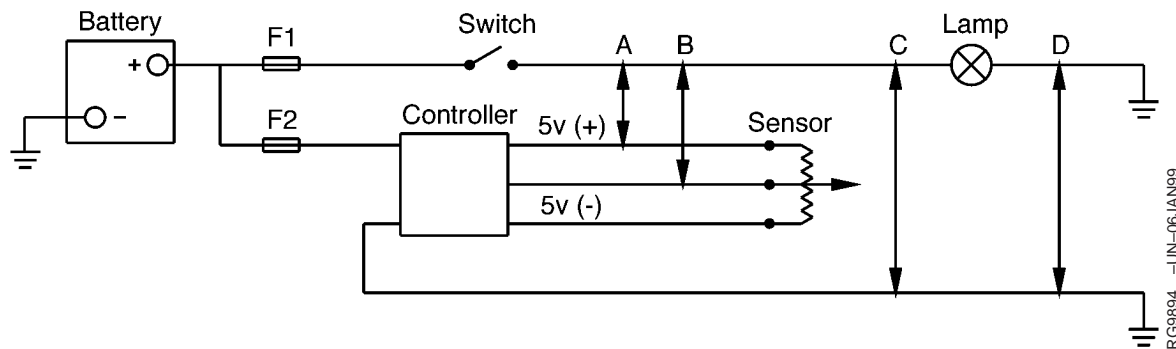 Battery
F1
Switch
A
B
C
Lamp
D
+
-
F2
Controller
5v (+)
Sensor
5v (-)
RG9894 -UN-06JAN99